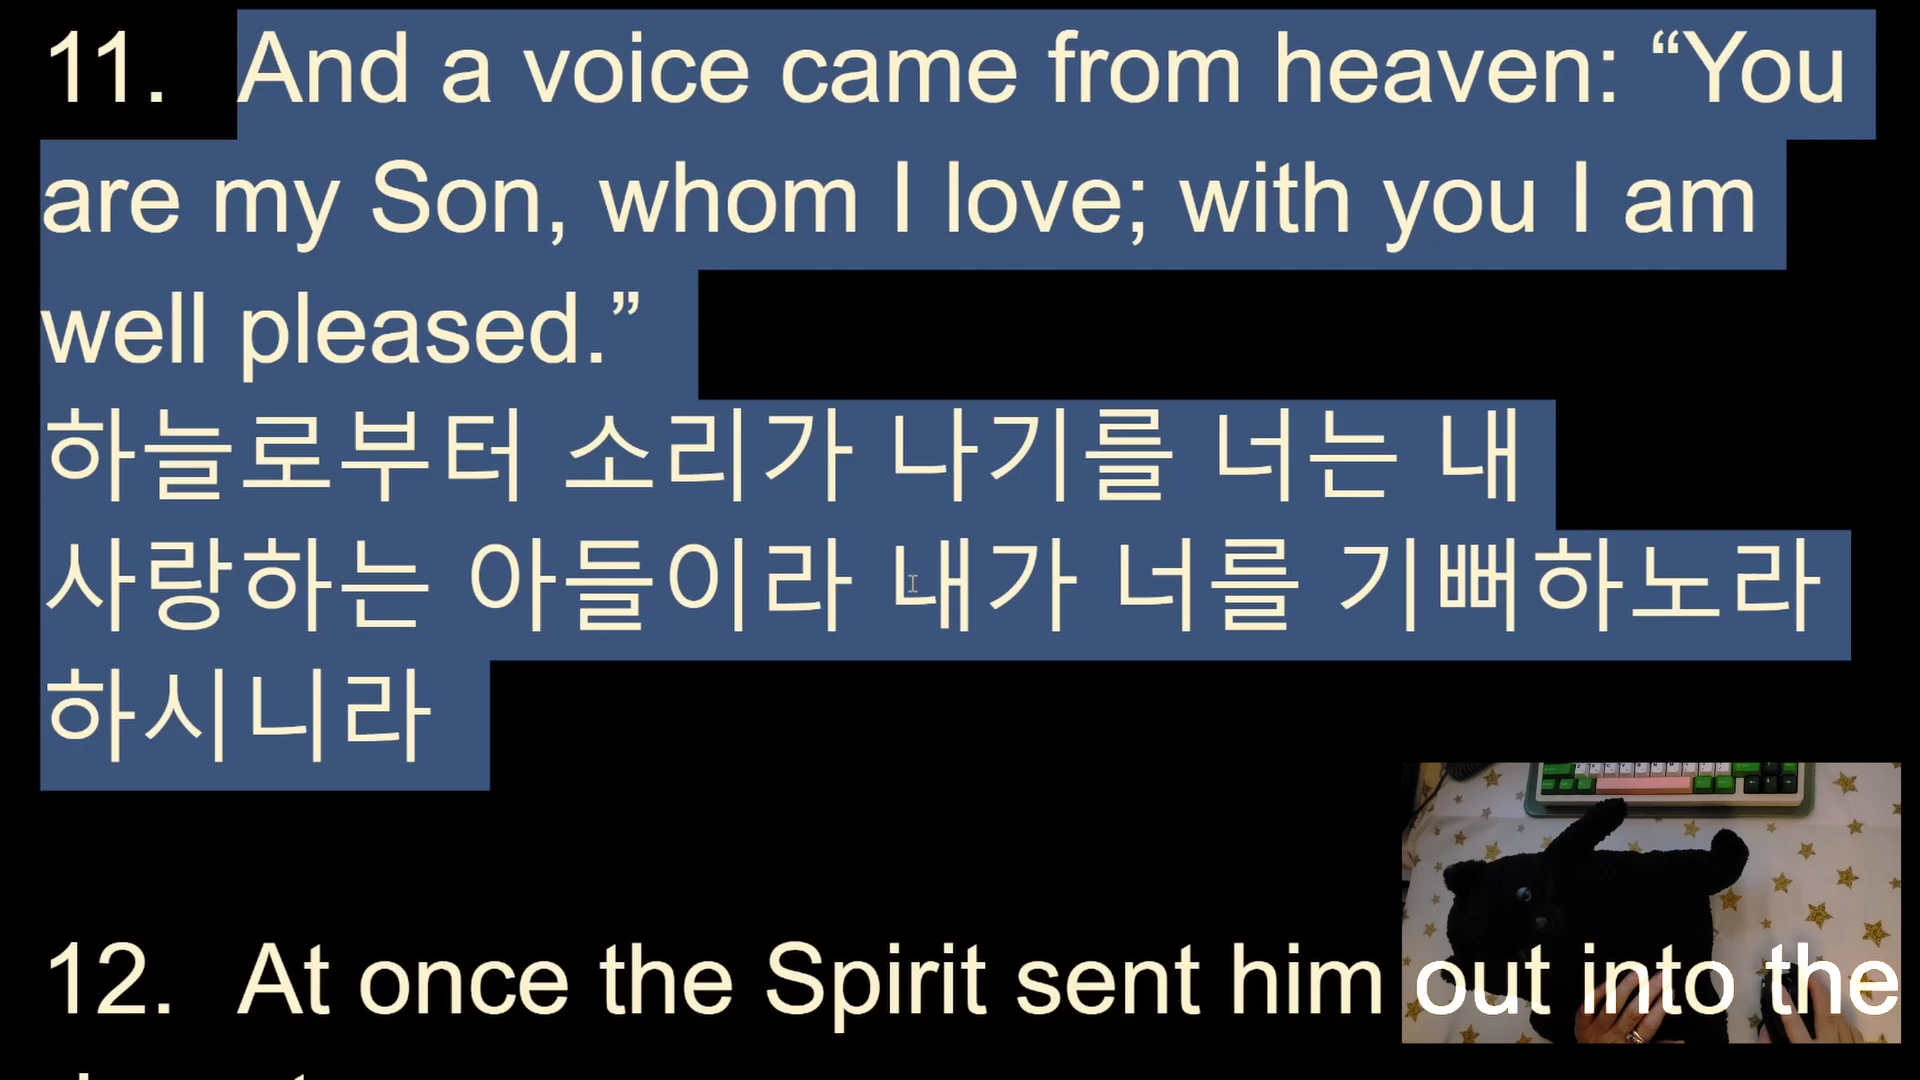 11. And a voice came from heaven: “You
are my Son, whom I love; with you I am
well pleased.”
하늘로부터 소리가 나기를 너는 내
사랑하는 아들이라 내가 너를 기뻐하노라
하시니라
12. At once the Spirit sent him out into the